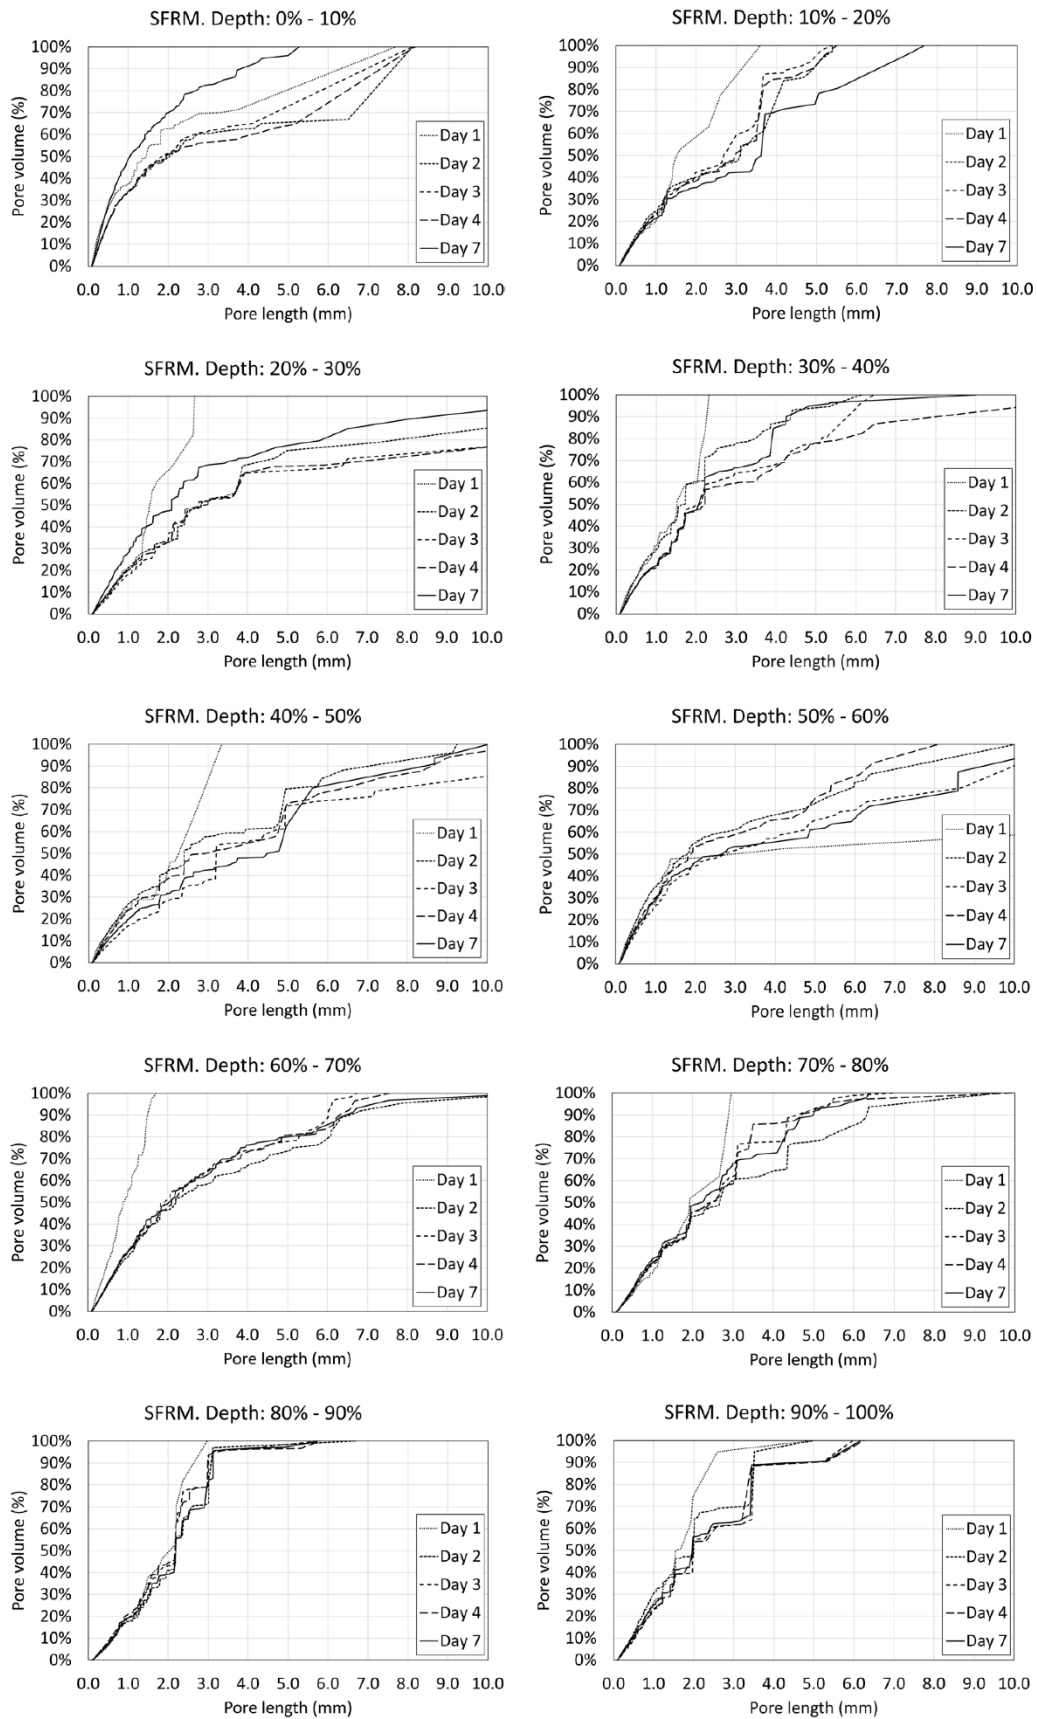 SFRM. Depth: 0% - 10%
100%
90%
80%
70%
60%
50%
40%
30%
20%
10%
0%
Pore volume (%)
Day 1
Day 2
Day 3
Day 4
Day 7
0.0 1.0 2.0 3.0 4.0 5.0 6.0 7.0 8.0 9.0 10.0
Pore length (mm)
SFRM. Depth: 10% - 20%
100%
90%
80%
70%
60%
50%
40%
30%
20%
10%
0%
Pore volume (%)
Day 1
Day 2
Day 3
Day 4
Day 7
0.0 1.0 2.0 3.0 4.0 5.0 6.0 7.0 8.0 9.0 10.0
Pore length (mm)
SFRM. Depth: 20% - 30%
100%
90%
80%
70%
60%
50%
40%
30%
20%
10%
0%
Pore volume (%)
Day 1
Day 2
Day 3
Day 4
Day 7
0.0 1.0 2.0 3.0 4.0 5.0 6.0 7.0 8.0 9.0 10.0
Pore length (mm)
SFRM. Depth: 30% - 40%
100%
90%
80%
70%
60%
50%
40%
30%
20%
10%
0%
Pore volume (%)
Day 1
Day 2
Day 3
Day 4
Day 7
0.0 1.0 2.0 3.0 4.0 5.0 6.0 7.0 8.0 9.0 10.0
Pore length (mm)
SFRM. Depth: 40% - 50%
100%
90%
80%
70%
60%
50%
40%
30%
20%
10%
0%
Pore volume (%)
Day 1
Day 2
Day 3
Day 4
Day 7
0.0 1.0 2.0 3.0 4.0 5.0 6.0 7.0 8.0 9.0 10.0
Pore length (mm)
SFRM. Depth: 50% - 60%
100%
90%
80%
70%
60%
50%
40%
30%
20%
10%
0%
Pore volume (%)
Day 1
Day 2
Day 3
Day 4
Day 7
0.0 1.0 2.0 3.0 4.0 5.0 6.0 7.0 8.0 9.0 10.0
Pore length (mm)
SFRM. Depth: 60% - 70%
100%
90%
80%
70%
60%
50%
40%
30%
20%
10%
0%
Pore volume (%)
Day 1
Day 2
Day 3
Day 4
Day 7
0.0 1.0 2.0 3.0 4.0 5.0 6.0 7.0 8.0 9.0 10.0
Pore length (mm)
SFRM. Depth: 70% - 80%
100%
90%
80%
70%
60%
50%
40%
30%
20%
10%
0%
Pore volume (%)
Day 1
Day 2
Day 3
Day 4
Day 7
0.0 1.0 2.0 3.0 4.0 5.0 6.0 7.0 8.0 9.0 10.0
Pore length (mm)
SFRM. Depth: 80% - 90%
100%
90%
80%
70%
60%
50%
40%
30%
20%
10%
0%
Pore volume (%)
Day 1
Day 2
Day 3
Day 4
Day 7
0.0 1.0 2.0 3.0 4.0 5.0 6.0 7.0 8.0 9.0 10.0
Pore length (mm)
SFRM. Depth: 90% - 100%
100%
90%
80%
70%
60%
50%
40%
30%
20%
10%
0%
Pore volume (%)
Day 1
Day 2
Day 3
Day 4
Day 7
0.0 1.0 2.0 3.0 4.0 5.0 6.0 7.0 8.0 9.0 10.0
Pore length (mm)